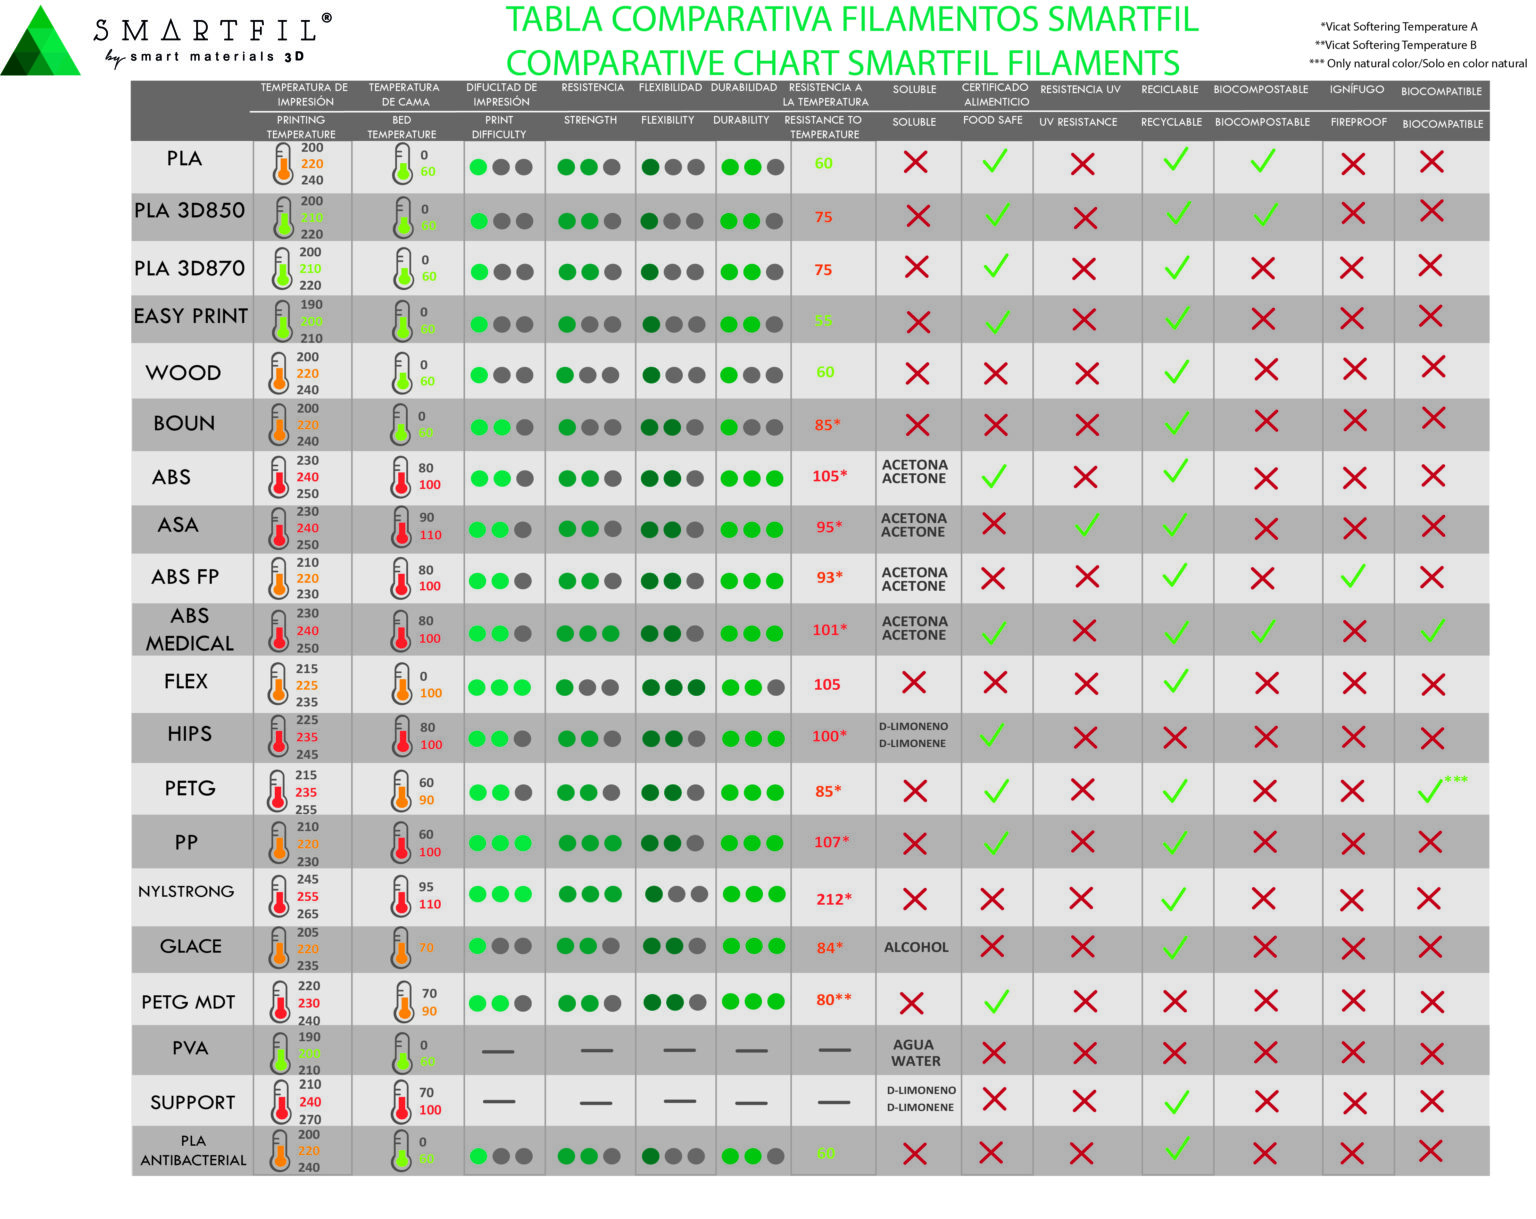 SMARTFIL®
by smart materials 3D
TABLA COMPARATIVA FILAMENTOS SMARTFIL
COMPARATIVE CHART SMARTFIL FILAMENTS
*Vicat Softering Temperature A
**Vicat Softering Temperature B
*** Only natural color/Solo en color natural
TEMPERATURA DE IMPRESIÓN TEMPERATURA DE CAMA DIFUCLTAD DE IMPRESIÓN RESISTENCIA FLEXIBILIDAD DURABILIDAD RESISTENCIA A LA TEMPERATURA SOLUBLE CERTIFICADO ALIMENTICIO RESISTENCIA UV RECICLABLE BIOCOMPOSTABLE IGNÍFUGO BIOCOMPATIBLE
PRINTING TEMPERATURE BED TEMPERATURE PRINT DIFFICULTY STRENGTH FLEXIBILITY DURABILITY RESISTANCE TO TEMPERATURE SOLUBLE FOOD SAFE UV RESISTANCE RECYCLABLE BIOCOMPOSTABLE FIREPROOF BIOCOMPATIBLE
PLA 200 220 240 0 60 60
PLA 3D850 200 210 220 0 60 75
PLA 3D870 200 210 220 0 60 75
EASY PRINT 190 200 210 0 60 55
WOOD 200 220 240 0 60 60
BOUN 200 220 240 0 60 85*
ABS 230 240 250 80 100 105* ACETONA ACETONE
ASA 230 240 250 90 110 95* ACETONA ACETONE
ABS FP 210 220 230 80 100 93* ACETONA ACETONE
ABS MEDICAL 230 240 250 80 100 101* ACETONA ACETONE
FLEX 215 225 235 0 100 105
HIPS 225 235 245 80 100 100* D-LIMONENO D-LIMONENE
PETG 215 235 255 60 90 85* ***
PP 210 220 230 60 100 107*
NYLSTRONG 245 255 265 95 110 212*
GLACE 205 220 235 70 84* ALCOHOL
PETG MDT 220 230 240 70 90 80**
PVA 190 200 210 0 60 AGUA WATER
SUPPORT 210 240 270 70 100 D-LIMONENO D-LIMONENE
PLA ANTIBACTERIAL 200 220 240 0 60 60